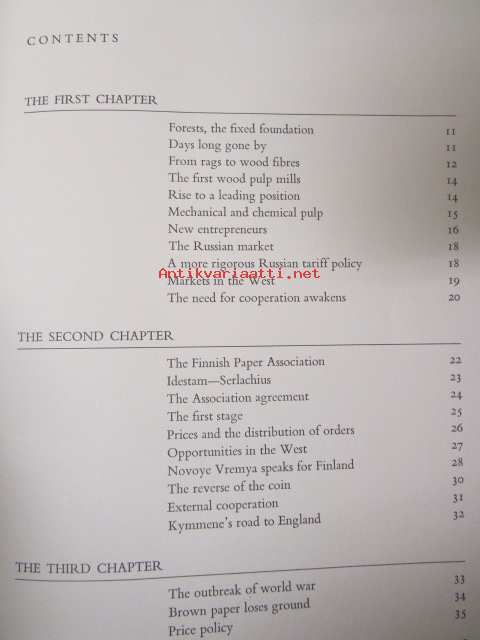 CONTENTS
THE FIRST CHAPTER
Forests, the fixed foundation 11
Days long gone by 11
From rags to wood fibres 12
The first wood pulp mills 14
Rise to a leading position 14
Mechanical and chemical pulp 15
New entrepreneurs 16
The Russian market 18
A more rigorous Russian tariff policy 18
Antikvariaatti.net
Markets in the West 19
The need for cooperation awakens 20
THE SECOND CHAPTER
The Finnish Paper Association 22
Idestam—Serlachius 23
The Association agreement 24
The first stage 25
Prices and the distribution of orders 26
Opportunities in the West 27
Novoye Vremya speaks for Finland 28
The reverse of the coin 30
External cooperation 31
Kymmene's road to England 32
THE THIRD CHAPTER
The outbreak of world war 33
Brown paper loses ground 34
Price policy 35